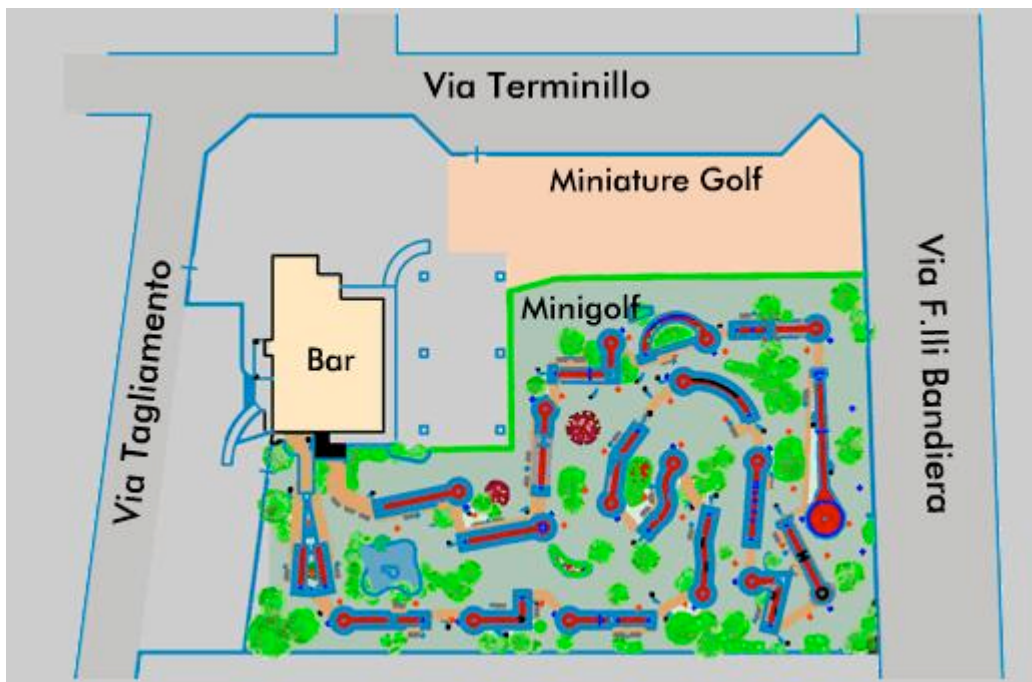 Via Terminillo
Miniature Golf
Via Tagliamento
Minigolf
Bar
Via F.lli Bandiera